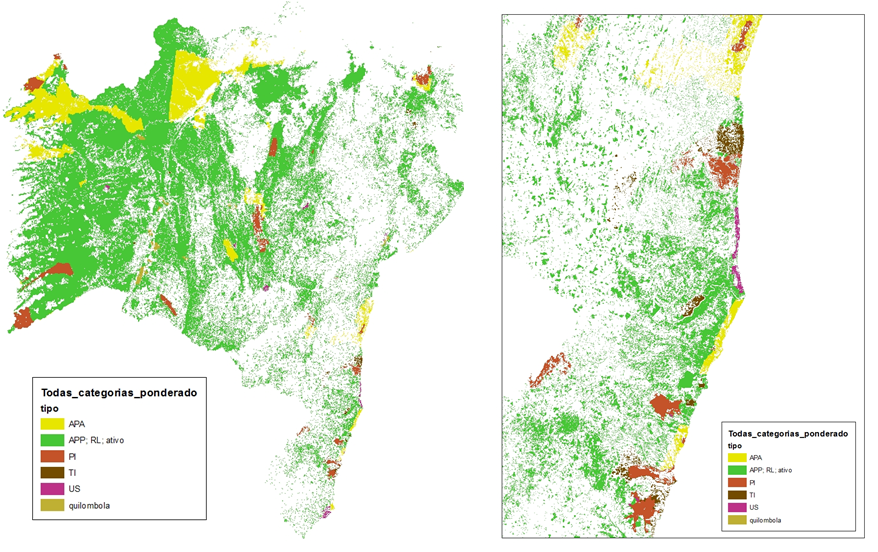 Todas_categorias_ponderado
tipo
APA
APP; RL; ativo
PI
TI
US
quilombola
Todas_categorias_ponderado
tipo
APA
APP; RL; ativo
PI
TI
US
quilombola